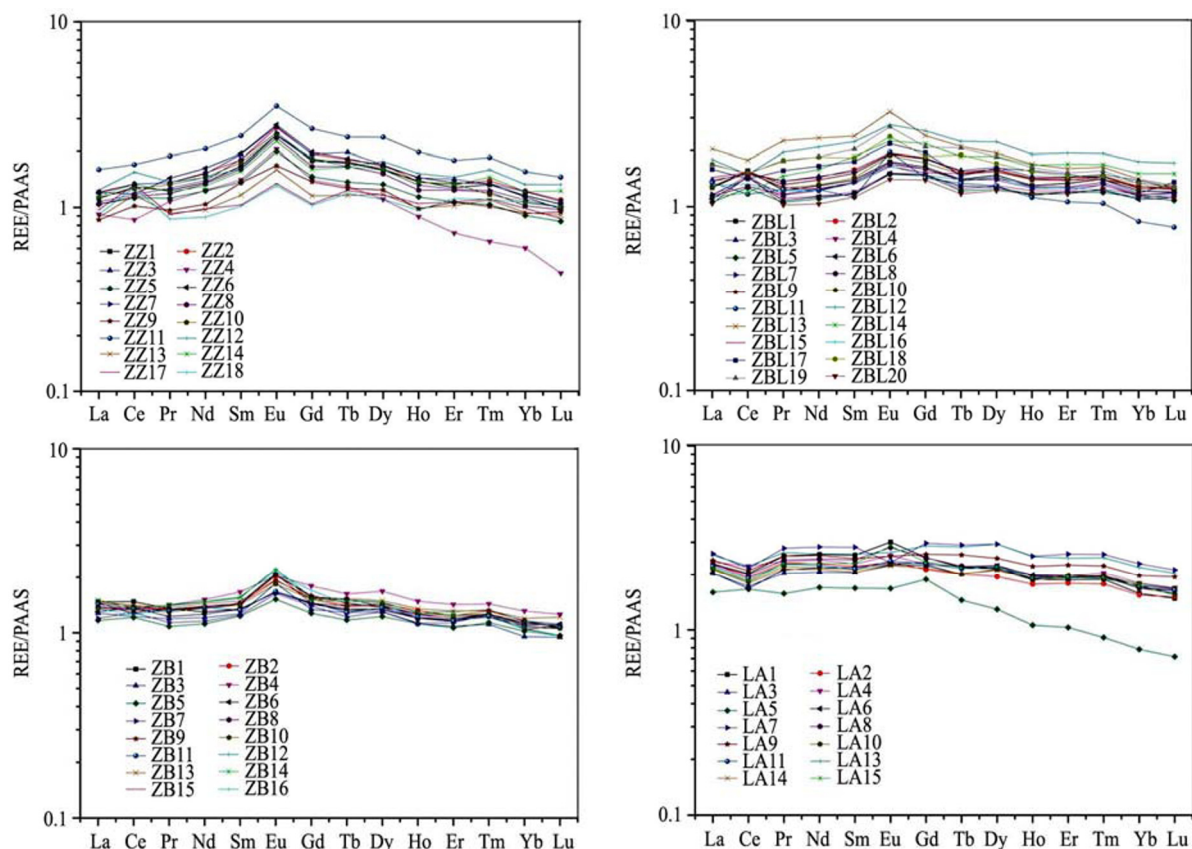 10
1
0.1
REE/PAAS
ZZ1 ZZ2
ZZ3 ZZ4
ZZ5 ZZ6
ZZ7 ZZ8
ZZ9 ZZ10
ZZ11 ZZ12
ZZ13 ZZ14
ZZ17 ZZ18
La Ce Pr Nd Sm Eu Gd Tb Dy Ho Er Tm Yb Lu
10
1
0.1
REE/PAAS
ZBL1 ZBL2
ZBL3 ZBL4
ZBL5 ZBL6
ZBL7 ZBL8
ZBL9 ZBL10
ZBL11 ZBL12
ZBL13 ZBL14
ZBL15 ZBL16
ZBL17 ZBL18
ZBL19 ZBL20
La Ce Pr Nd Sm Eu Gd Tb Dy Ho Er Tm Yb Lu
10
1
0.1
REE/PAAS
ZB1 ZB2
ZB3 ZB4
ZB5 ZB6
ZB7 ZB8
ZB9 ZB10
ZB11 ZB12
ZB13 ZB14
ZB15 ZB16
La Ce Pr Nd Sm Eu Gd Tb Dy Ho Er Tm Yb Lu
10
1
0.1
REE/PAAS
LA1 LA2
LA3 LA4
LA5 LA6
LA7 LA8
LA9 LA10
LA11 LA13
LA14 LA15
La Ce Pr Nd Sm Eu Gd Tb Dy Ho Er Tm Yb Lu